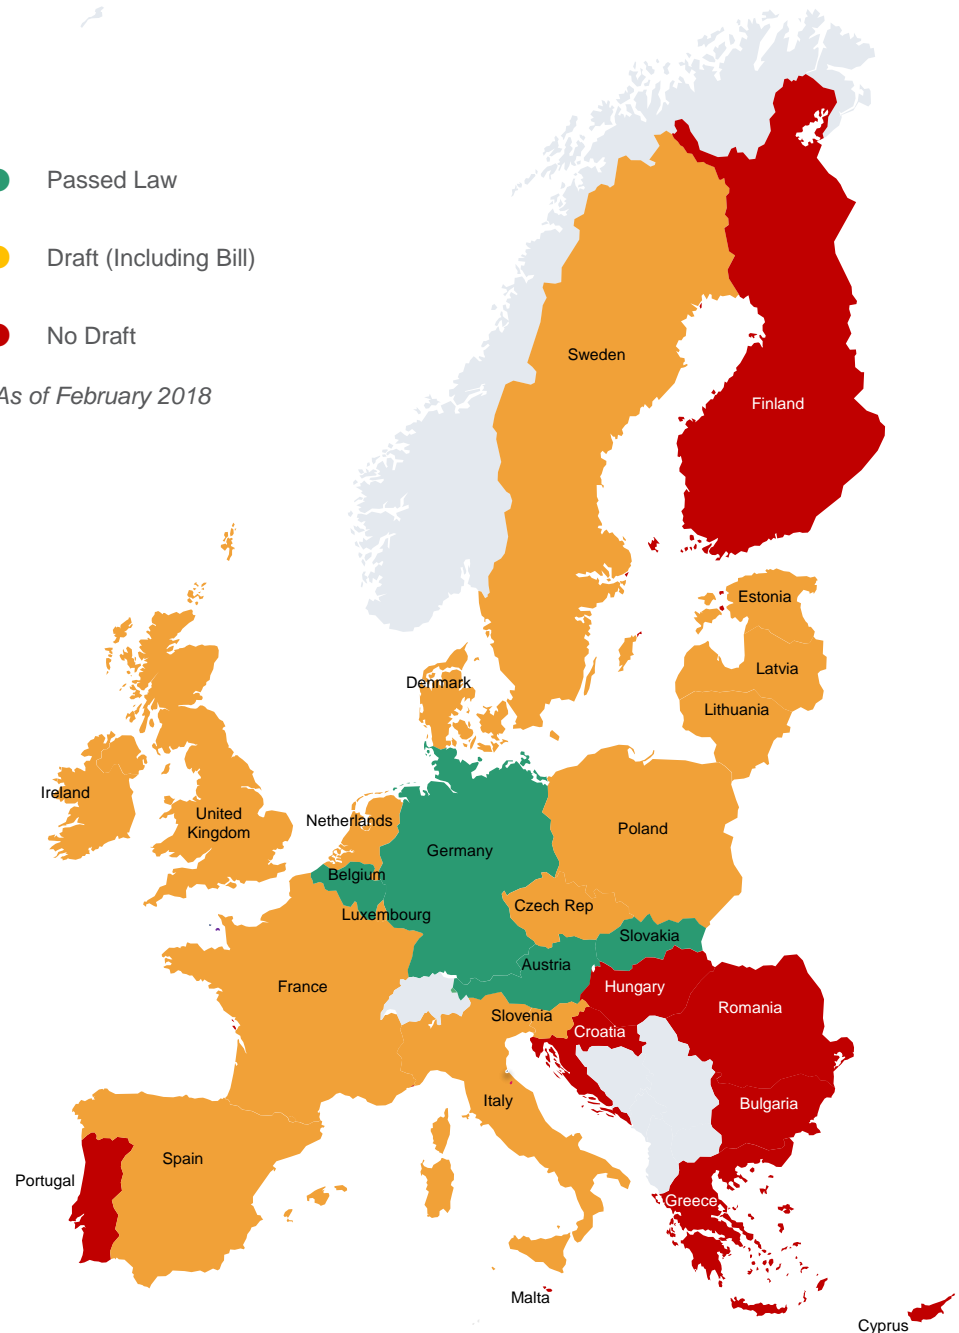 Passed Law
Draft (Including Bill)
No Draft
As of February 2018
Sweden
Finland
Estonia
Latvia
Lithuania
Denmark
Ireland
United
Kingdom
Netherlands
Poland
Germany
Belgium
Czech Rep
Luxembourg
Slovakia
Austria
France
Hungary
Romania
Slovenia
Croatia
Italy
Bulgaria
Spain
Portugal
Greece
Malta
Cyprus